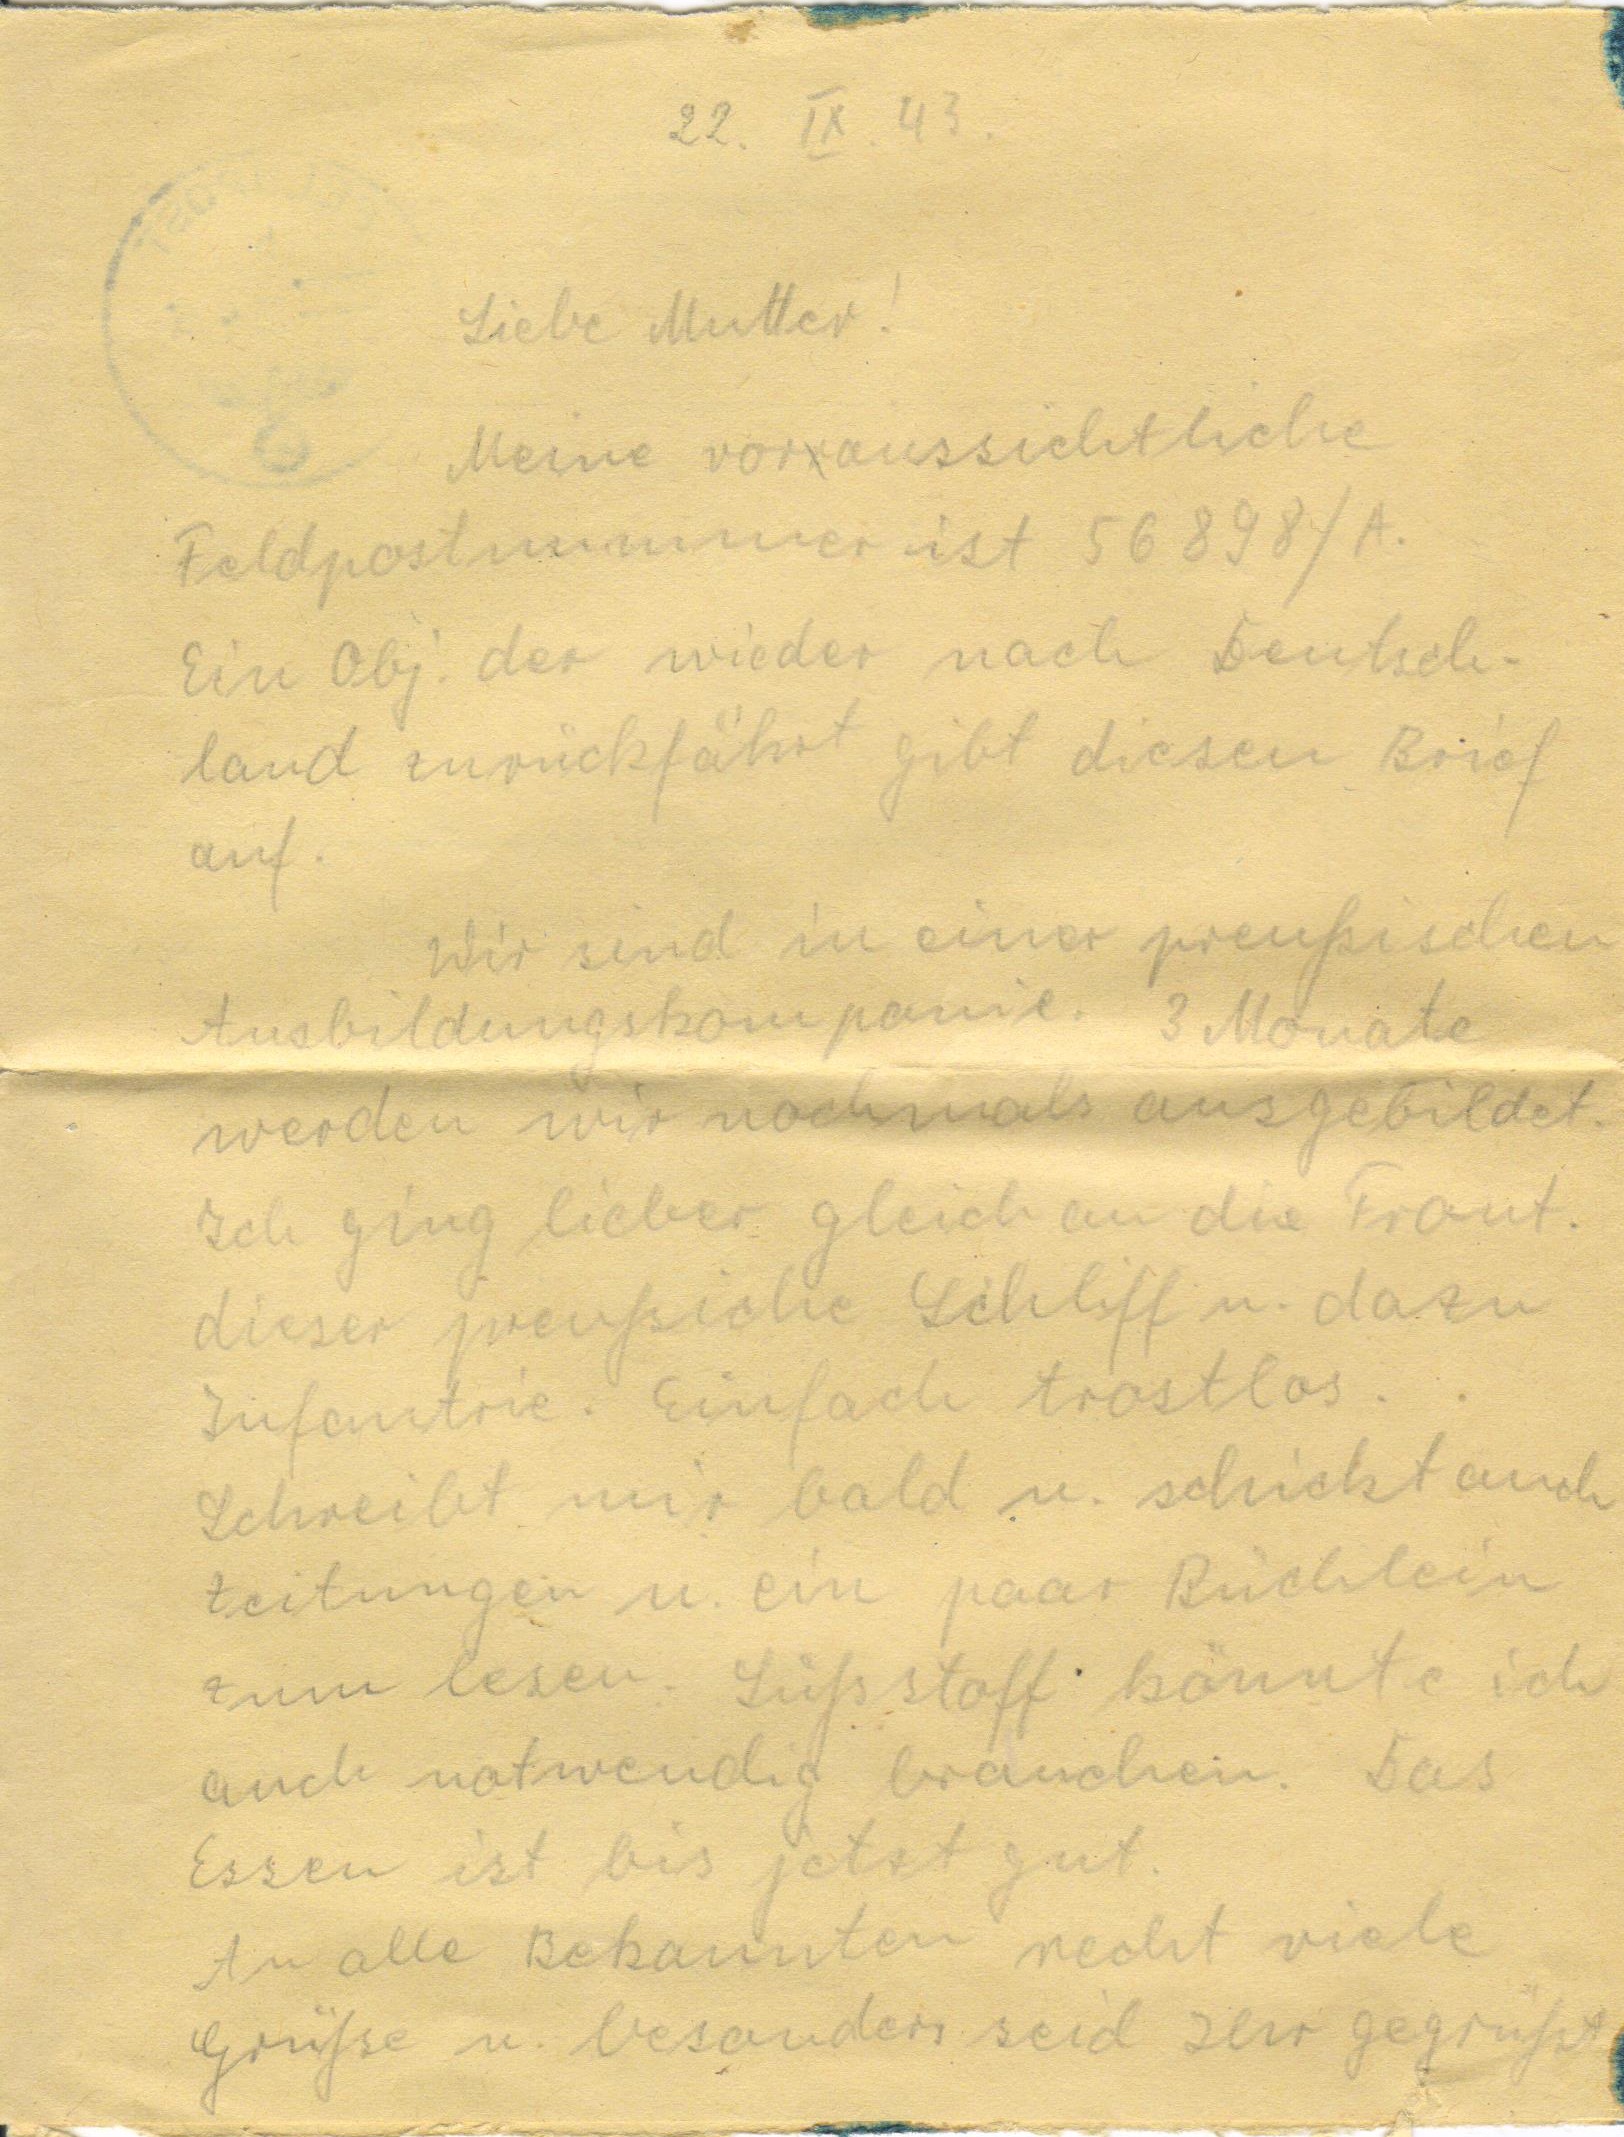 22. IX. 43.
Liebe Mutter!
Meine voraussichtliche
Feldpostnummer ist 56898/A.
Ein Obj. der wieder nach Deutsch-
land zurückfährt gibt diesen Brief
auf.
Wir sind in einer preußischen
Ausbildungskompanie. 3 Monate
werden wir nochmals ausgebildet.
Ich ging lieber gleich an die Front.
dieser preußiche Schliff u. dazu
Infantrie. Einfach trostlos.
Schreibt mir bald u. schickt auch
Zeitungen u. ein paar Büchlein
zum lesen. Süßstoff könnte ich
auch notwendig brauchen. Das
Essen ist bis jetzt gut.
An alle Bekannten recht viele
Grüße u. besonders seid Ihr gegrüßt